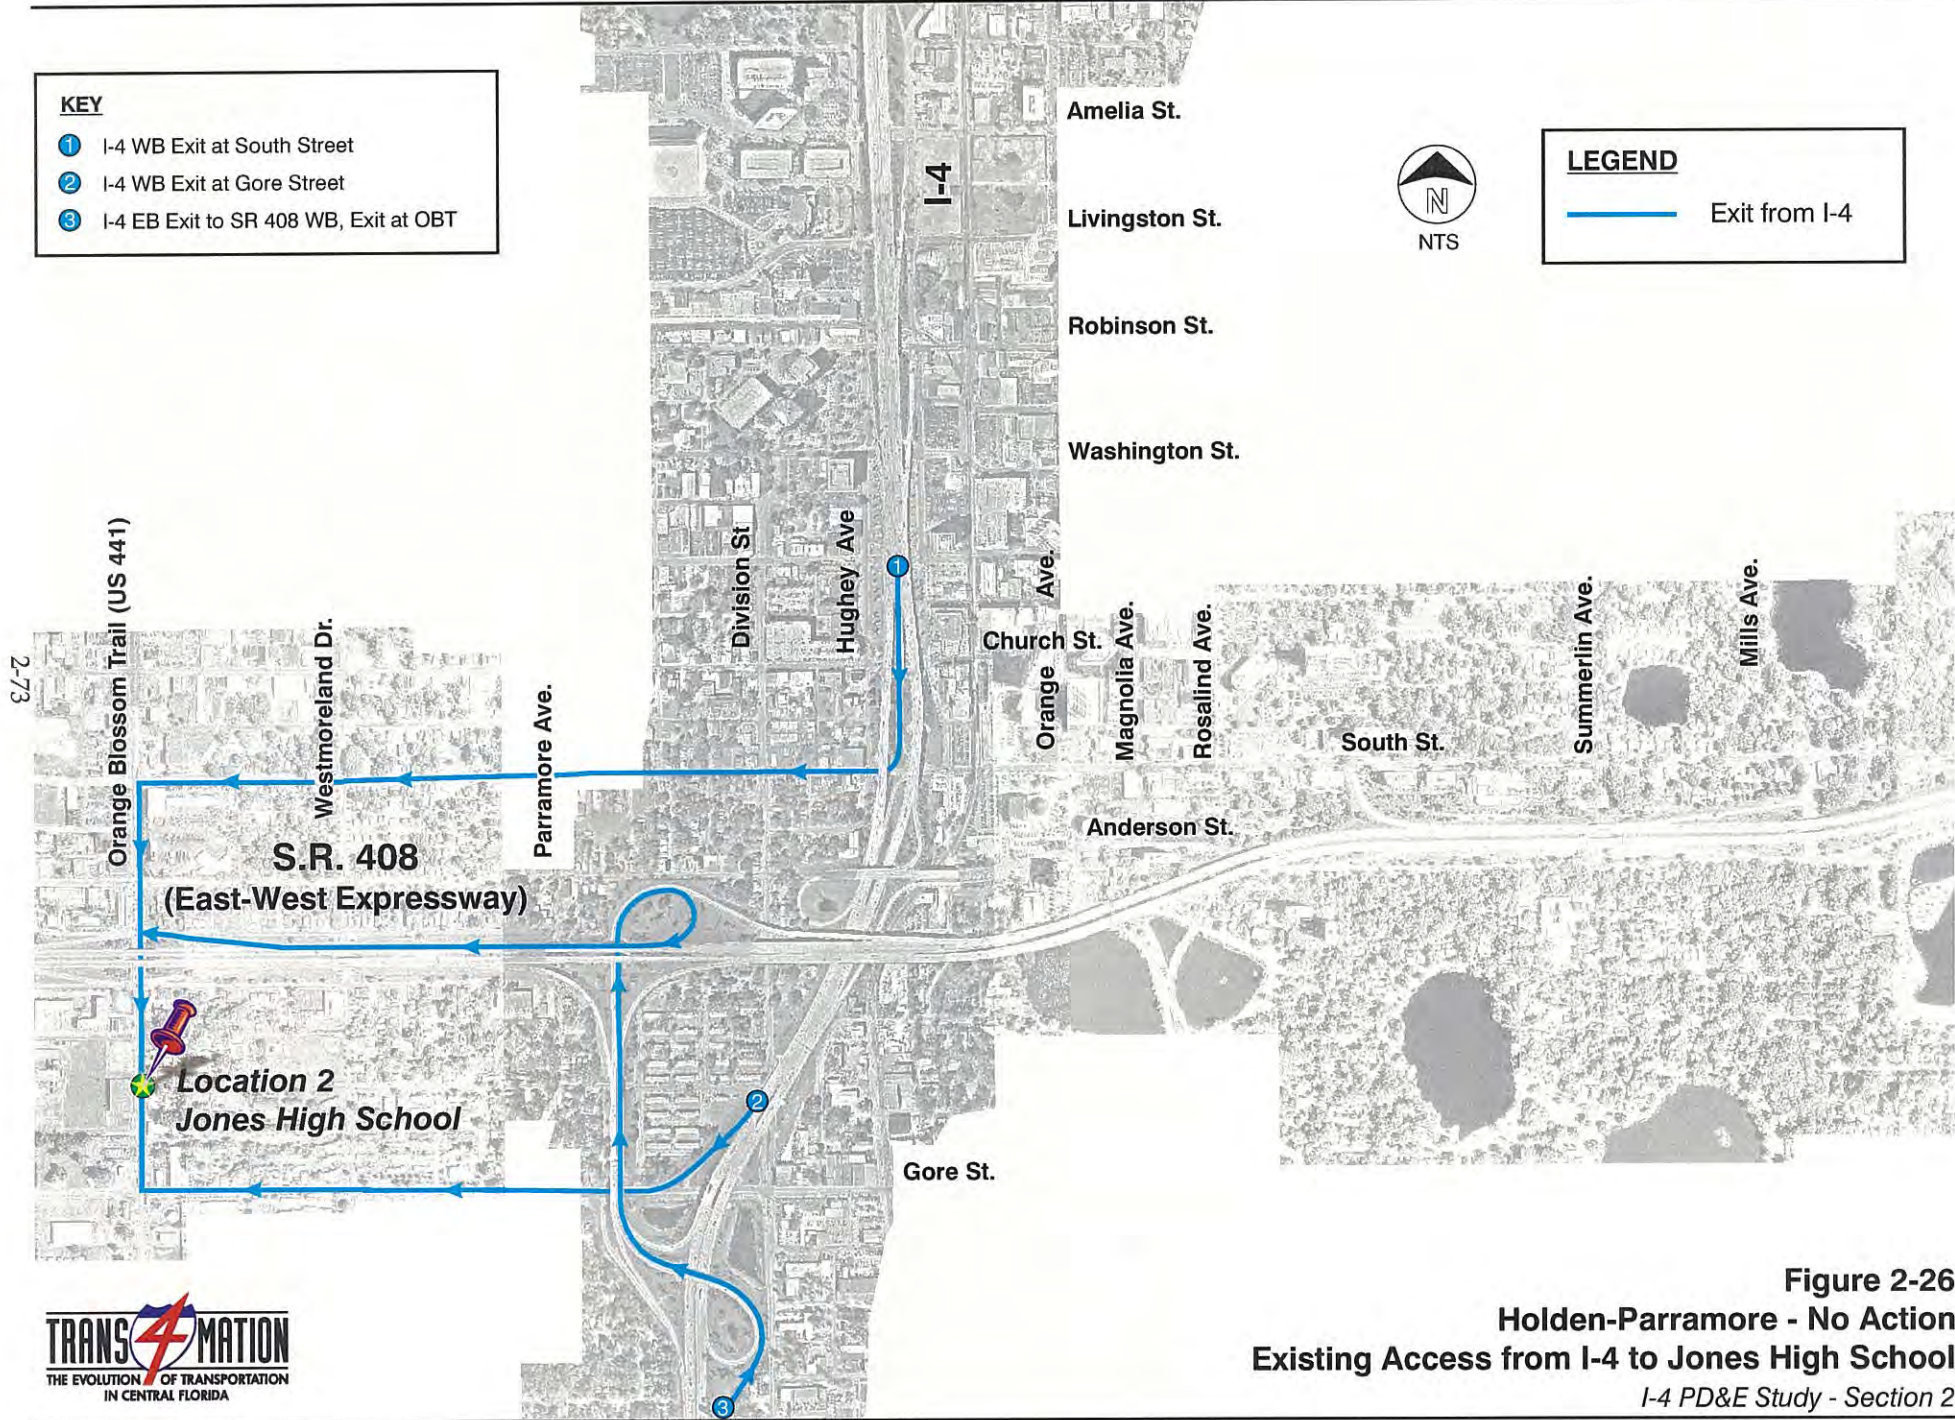 KEY
1 I-4 WB Exit at South Street
2 I-4 WB Exit at Gore Street
3 I-4 EB Exit to SR 408 WB, Exit at OBT
LEGEND
Exit from I-4
N
NTS
I-4
Amelia St.
Livingston St.
Robinson St.
Washington St.
Orange Blossom Trail (US 441)
Westmoreland Dr.
Parramore Ave.
Division St
Hughey Ave
1
Church St.
Orange Ave.
Magnolia Ave.
Rosalind Ave.
South St.
Summerlin Ave.
Mills Ave.
Anderson St.
S.R. 408
(East-West Expressway)
Location 2
Jones High School
2
Gore St.
3
2-73
TRANS4MATION
THE EVOLUTION OF TRANSPORTATION
IN CENTRAL FLORIDA
Figure 2-26
Holden-Parramore - No Action
Existing Access from I-4 to Jones High School
I-4 PD&E Study - Section 2